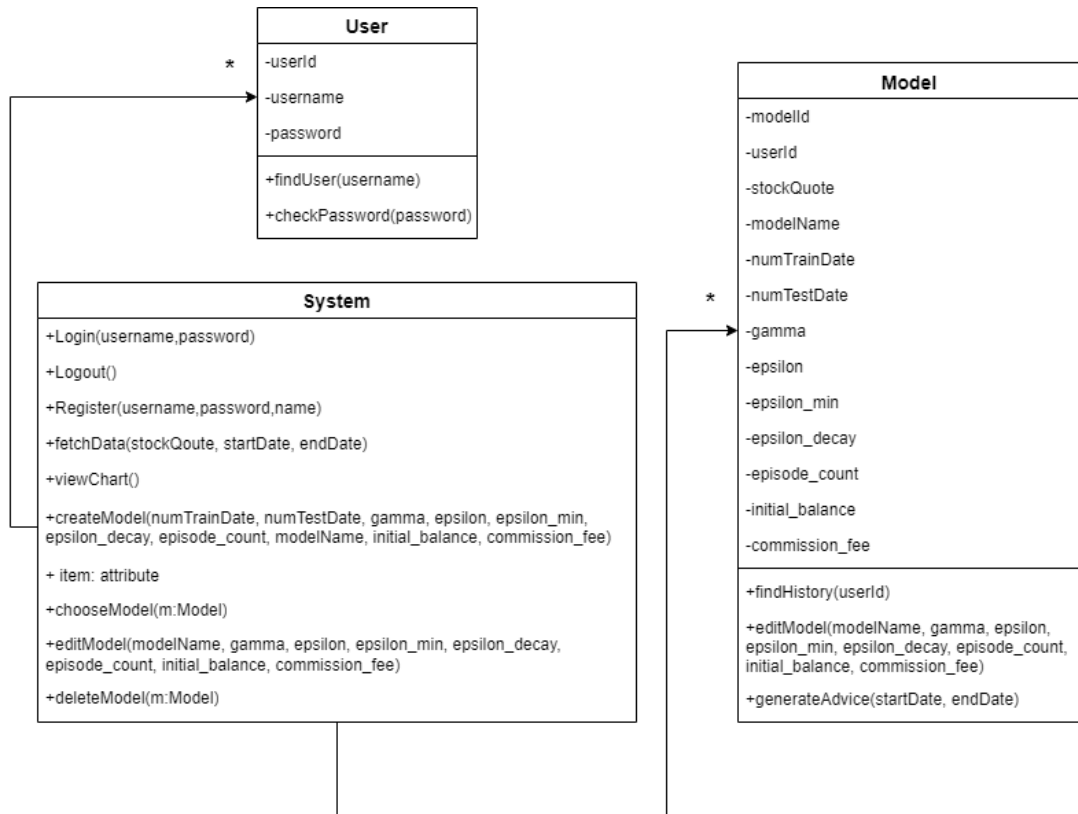 User
-userId
-username
-password
+findUser(username)
+checkPassword(password)
*
System
+Login(username,password)
+Logout()
+Register(username,password,name)
+fetchData(stockQoute, startDate, endDate)
+viewChart()
+createModel(numTrainDate, numTestDate, gamma, epsilon, epsilon_min,
epsilon_decay, episode_count, modelName, initial_balance, commission_fee)
+ item: attribute
+chooseModel(m:Model)
+editModel(modelName, gamma, epsilon, epsilon_min, epsilon_decay,
episode_count, initial_balance, commission_fee)
+deleteModel(m:Model)
*
Model
-modelId
-userId
-stockQuote
-modelName
-numTrainDate
-numTestDate
-gamma
-epsilon
-epsilon_min
-epsilon_decay
-episode_count
-initial_balance
-commission_fee
+findHistory(userId)
+editModel(modelName, gamma, epsilon,
epsilon_min, epsilon_decay, episode_count,
initial_balance, commission_fee)
+generateAdvice(startDate, endDate)